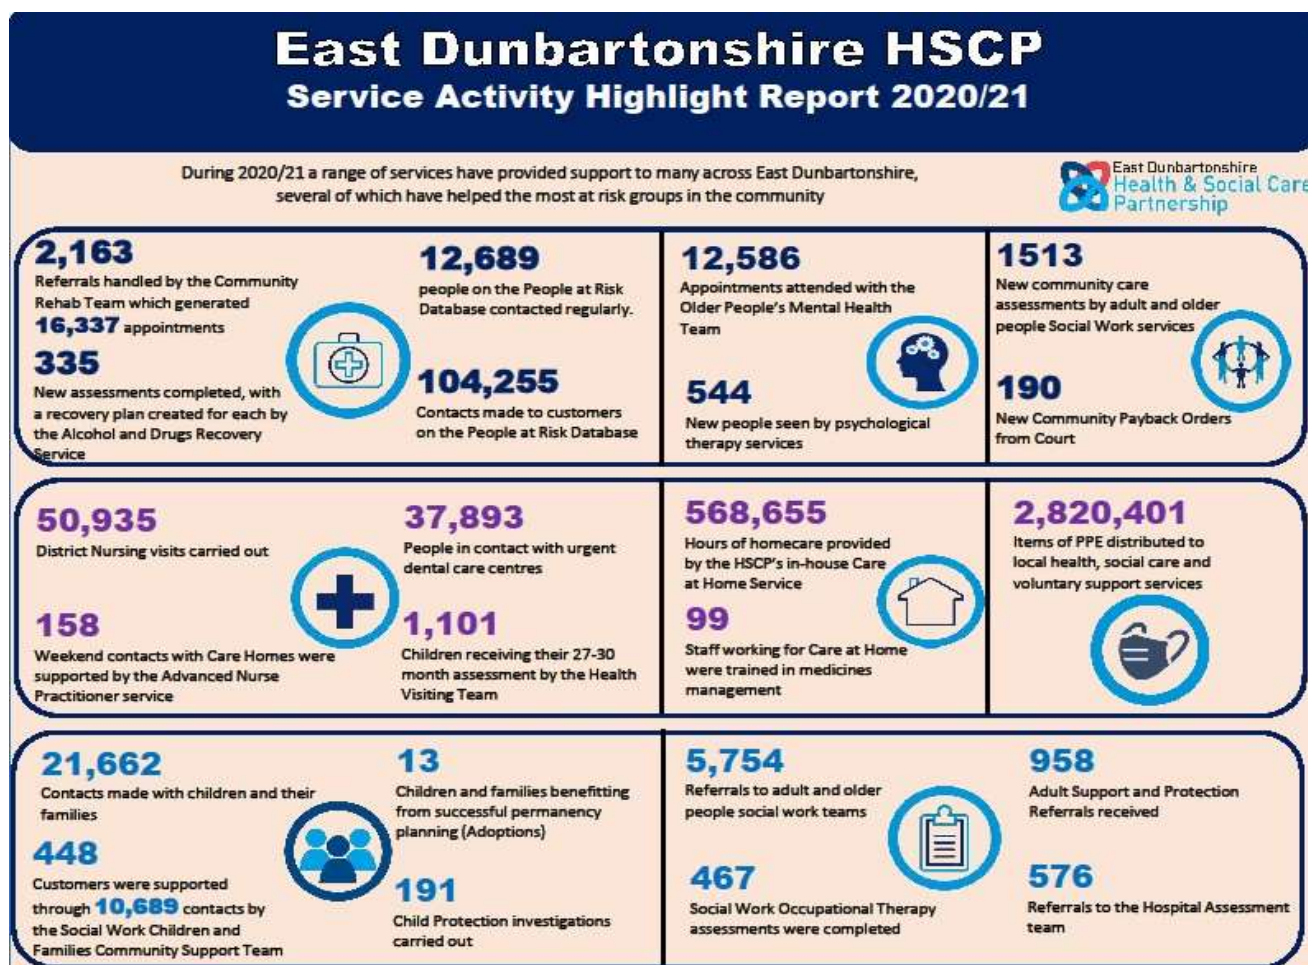 East Dunbartonshire HSCP
Service Activity Highlight Report 2020/21
During 2020/21 a range of services have provided support to many across East Dunbartonshire,
several of which have helped the most at risk groups in the community
East Dunbartonshire
Health & Social Care
Partnership
2,163
Referrals handled by the Community
Rehab Team which generated
16,337 appointments
335
New assessments completed, with
a recovery plan created for each by
the Alcohol and Drugs Recovery
Service
12,689
people on the People at Risk
Database contacted regularly.
104,255
Contacts made to customers
on the People at Risk Database
12,586
Appointments attended with the
Older People's Mental Health
Team
544
New people seen by psychological
therapy services
1513
New community care
assessments by adult and older
people Social Work services
190
New Community Payback Orders
from Court
50,935
District Nursing visits carried out
158
Weekend contacts with Care Homes were
supported by the Advanced Nurse
Practitioner service
37,893
People in contact with urgent
dental care centres
1,101
Children receiving their 27-30
month assessment by the Health
Visiting Team
568,655
Hours of homecare provided
by the HSCP's in-house Care
at Home Service
99
Staff working for Care at Home
were trained in medicines
management
2,820,401
Items of PPE distributed to
local health, social care and
voluntary support services
21,662
Contacts made with children and their
families
448
Customers were supported
through 10,689 contacts by
the Social Work Children and
Families Community Support Team
13
Children and families benefitting
from successful permanency
planning (Adoptions)
191
Child Protection investigations
carried out
5,754
Referrals to adult and older
people social work teams
467
Social Work Occupational Therapy
assessments were completed
958
Adult Support and Protection
Referrals received
576
Referrals to the Hospital Assessment
team